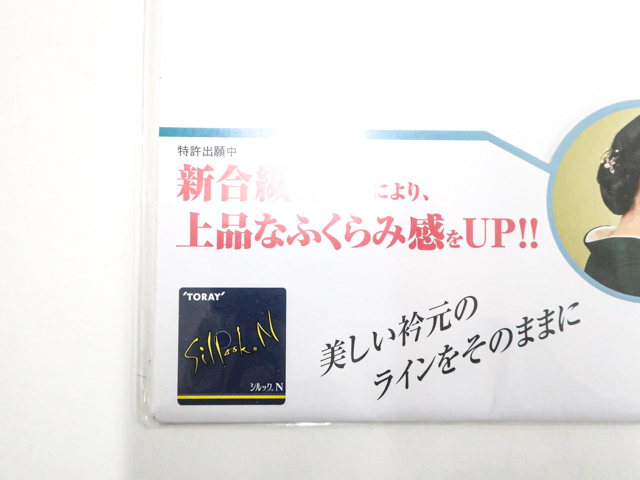 特許出願中
新合繊 により、
上品なふくらみ感をUP!!
'TORAY'
Sillook.N
シルック.N
美しい衿元の
ラインをそのままに